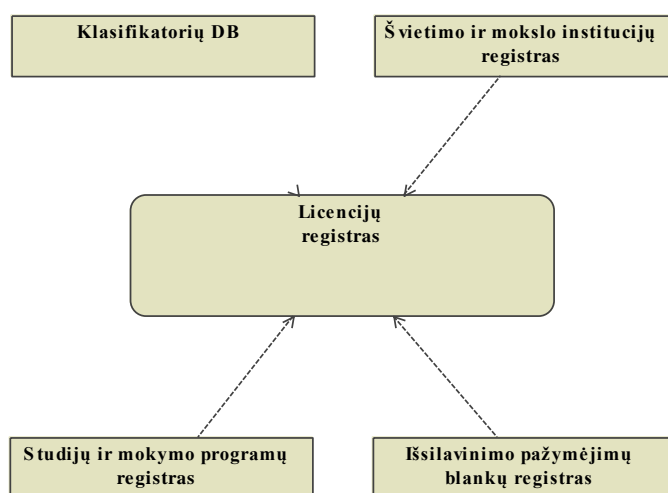 Klasifikatorių DB
Švietimo ir mokslo institucijų
registras
Licencijų
registras
Studijų ir mokymo programų
registras
Išsilavinimo pažymėjimų
blankų registras